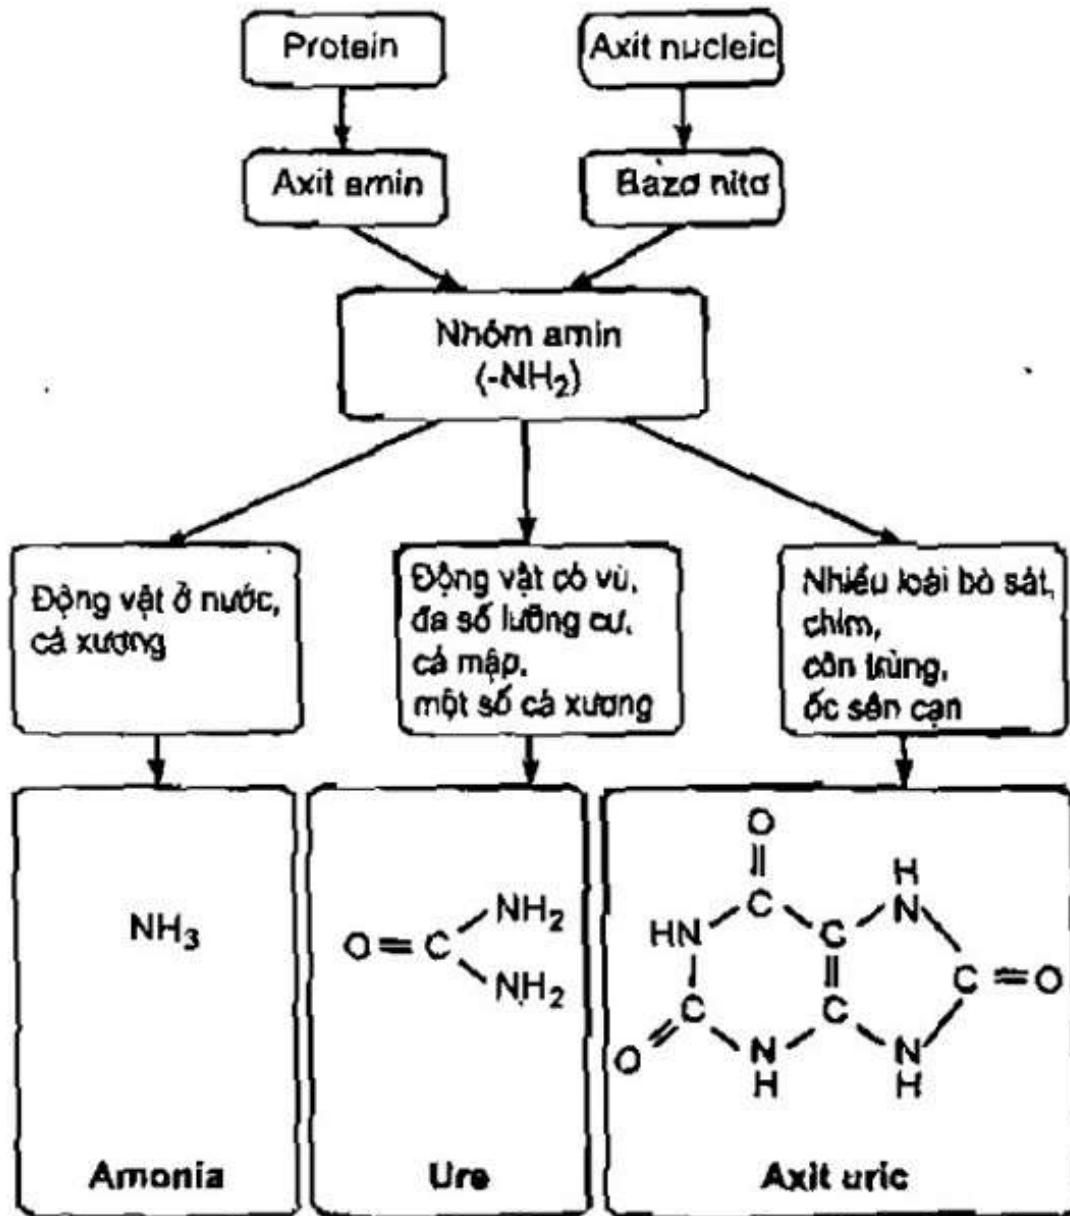 Protein
Axit nucleic
Axit amin
Bazơ nitơ
Nhóm amin
(-NH₂)
Động vật ở nước,
cá xương
Động vật có vú,
đa số lưỡng cư,
cá mập,
một số cá xương
Nhiều loài bò sát,
chim,
côn trùng,
ốc sên cạn
NH₃
O=C
NH₂
NH₂
O
C
H
N
HN
C
C=O
C
C
O
N
H
N
H
Amonia
Ure
Axit uric